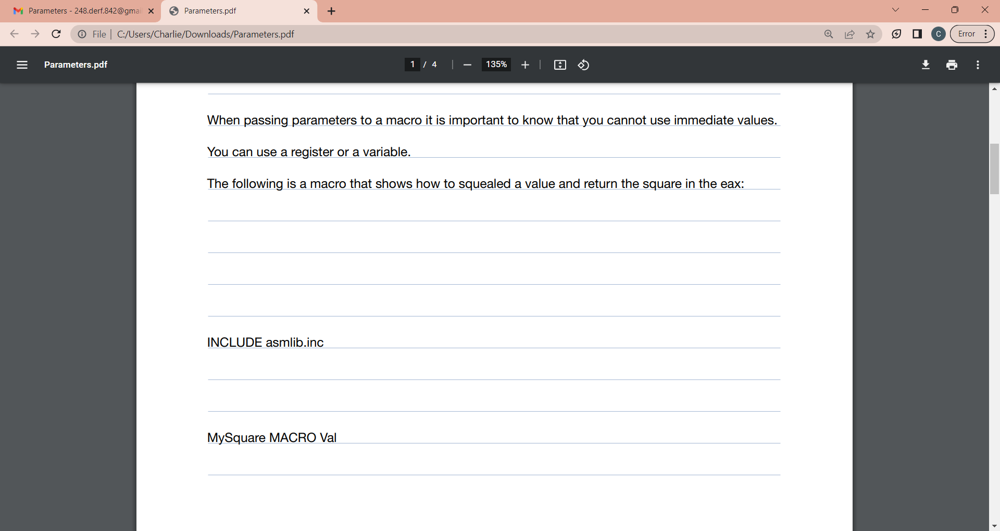 Parameters - 248.derf.842@gmai
Parameters.pdf
File
C:/Users/Charlie/Downloads/Parameters.pdf
C
Error
Parameters.pdf
1 / 4
135%
When passing parameters to a macro it is important to know that you cannot use immediate values.
You can use a register or a variable.
The following is a macro that shows how to squealed a value and return the square in the eax:
INCLUDE asmlib.inc
MySquare MACRO Val